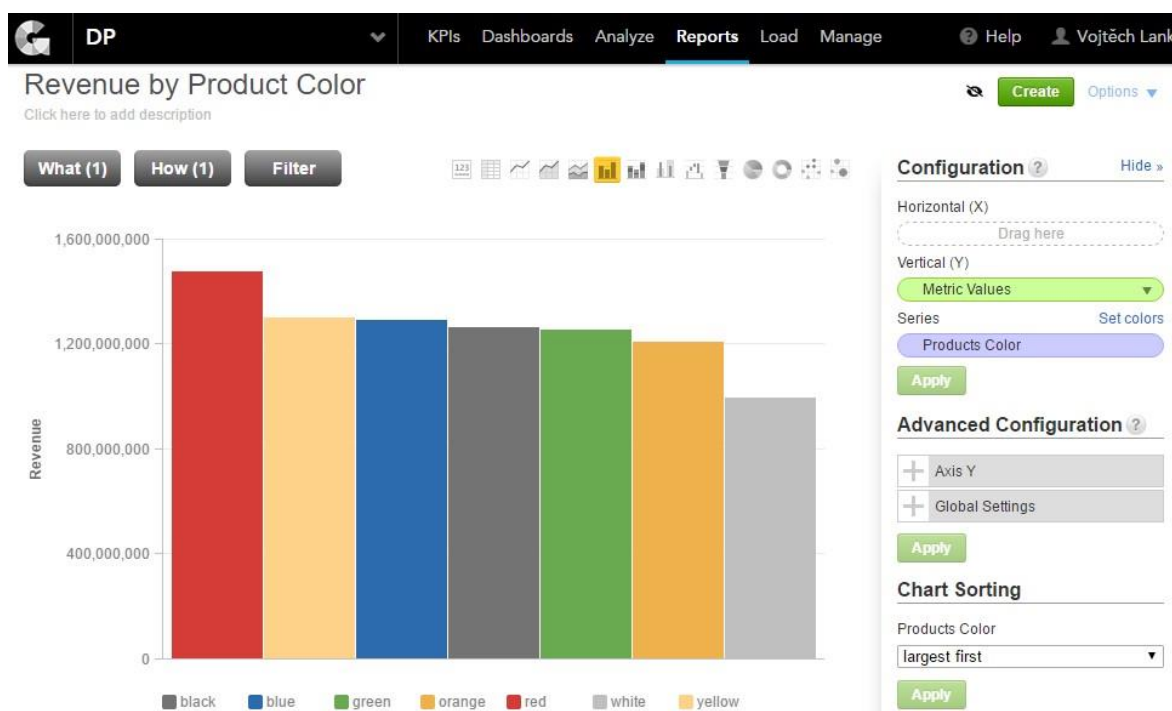 DP
KPIs Dashboards Analyze Reports Load Manage
Help Vojtěch Lank
Revenue by Product Color
Click here to add description
Create Options
What (1) How (1) Filter
123
Configuration ? Hide »
Horizontal (X)
Drag here
Vertical (Y)
Metric Values
Series Set colors
Products Color
Apply
Advanced Configuration ?
Axis Y
Global Settings
Apply
Chart Sorting
Products Color
largest first
Apply
Revenue
1,600,000,000
1,200,000,000
800,000,000
400,000,000
0
black blue green orange red white yellow